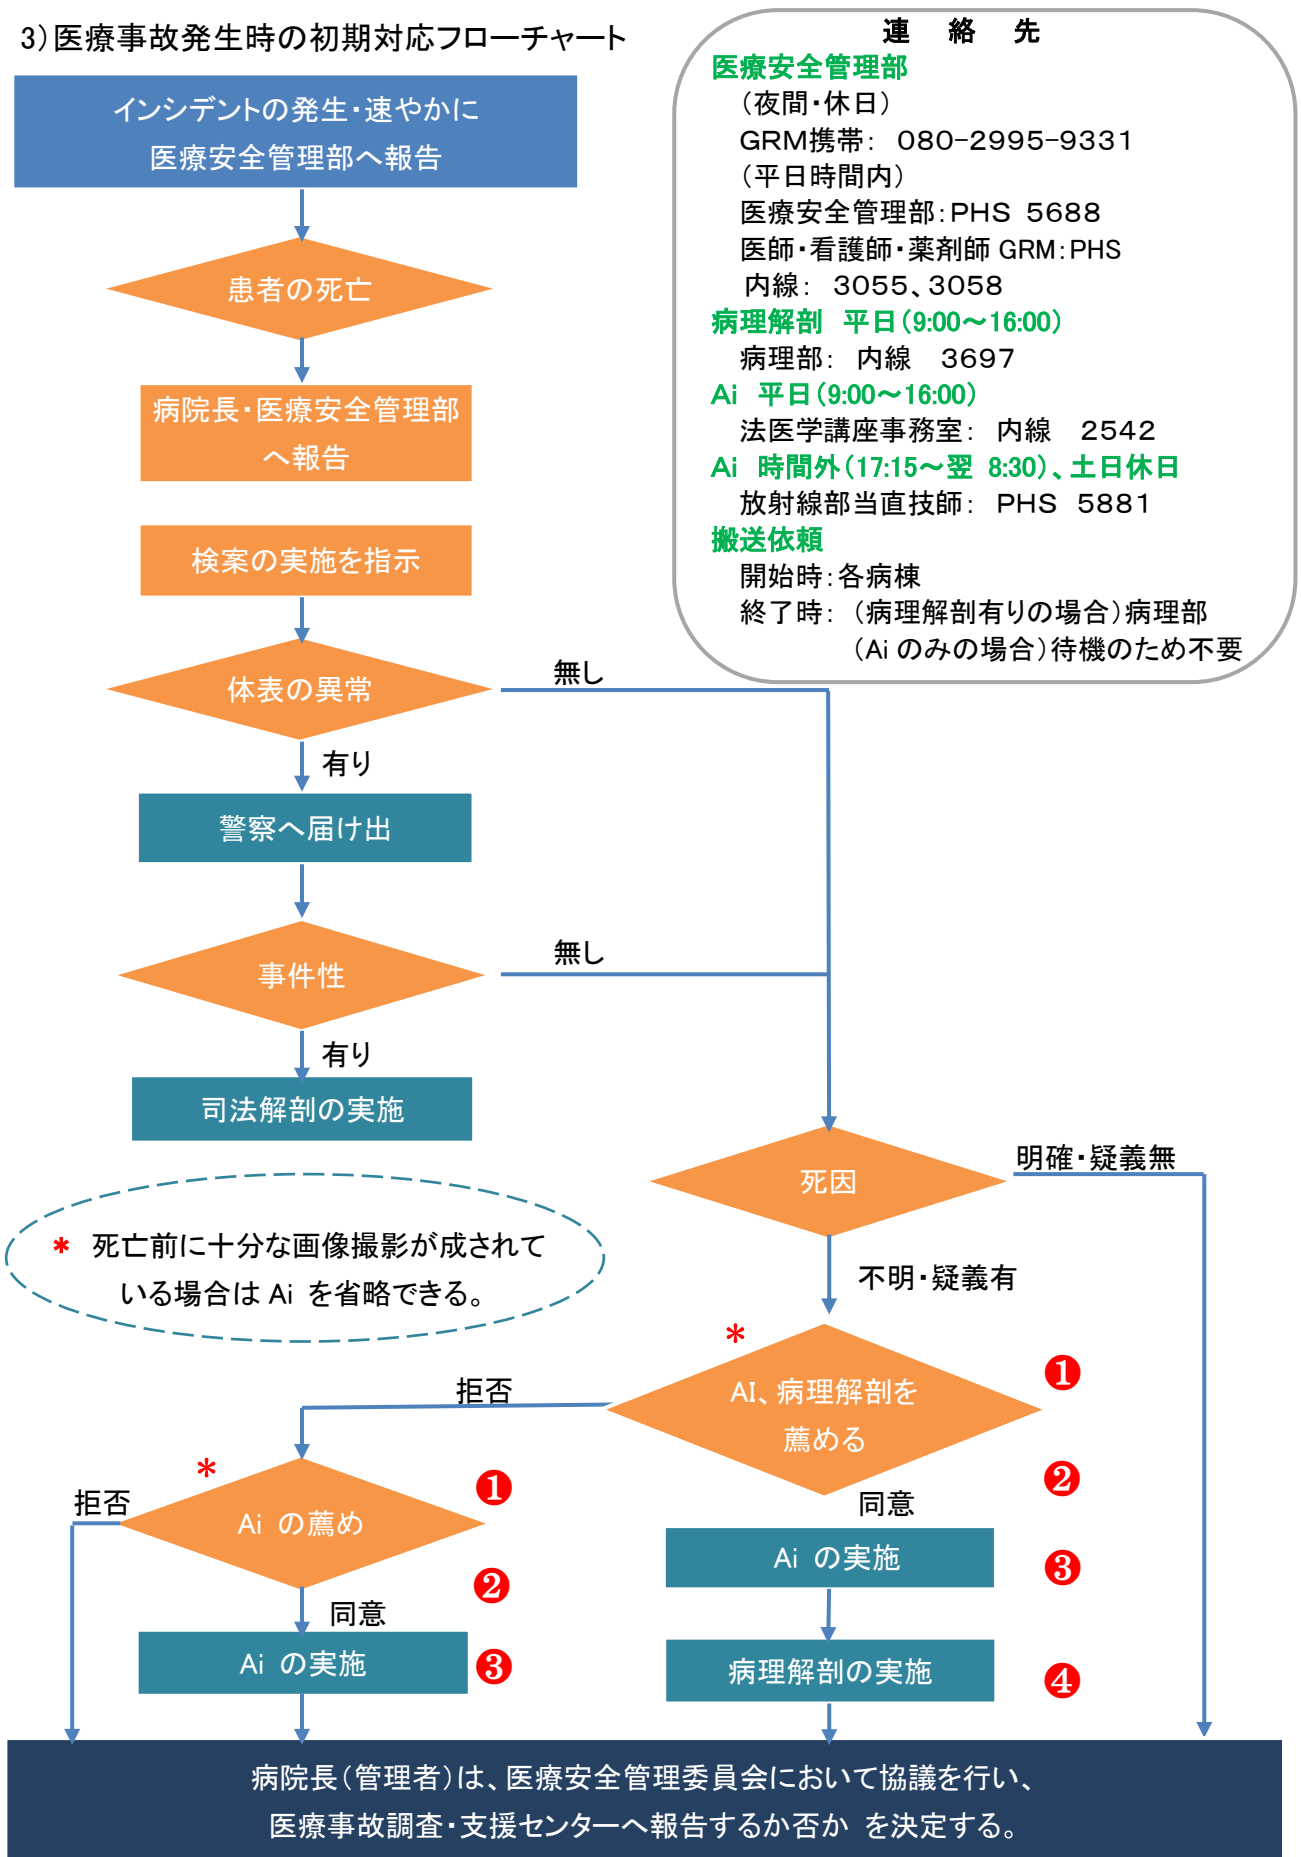 3)医療事故発生時の初期対応フローチャート
インシデントの発生・速やかに
医療安全管理部へ報告
患者の死亡
病院長・医療安全管理部
へ報告
検案の実施を指示
体表の異常
無し
有り
警察へ届け出
事件性
無し
有り
司法解剖の実施
連 絡 先
医療安全管理部
(夜間・休日)
GRM携帯: 080-2995-9331
(平日時間内)
医療安全管理部:PHS 5688
医師・看護師・薬剤師 GRM:PHS
内線: 3055、3058
病理解剖 平日(9:00~16:00)
病理部: 内線 3697
Ai 平日(9:00~16:00)
法医学講座事務室: 内線 2542
Ai 時間外(17:15~翌 8:30)、土日休日
放射線部当直技師: PHS 5881
搬送依頼
開始時:各病棟
終了時: (病理解剖有りの場合)病理部
(Ai のみの場合)待機のため不要
死因
明確・疑義無
不明・疑義有
* 死亡前に十分な画像撮影が成されて
いる場合は Ai を省略できる。
*
AI、病理解剖を
薦める
❶
❷
拒否
同意
Ai の実施
❸
病理解剖の実施
❹
*
Ai の薦め
❶
❷
拒否
同意
Ai の実施
❸
病院長(管理者)は、医療安全管理委員会において協議を行い、
医療事故調査・支援センターへ報告するか否か を決定する。